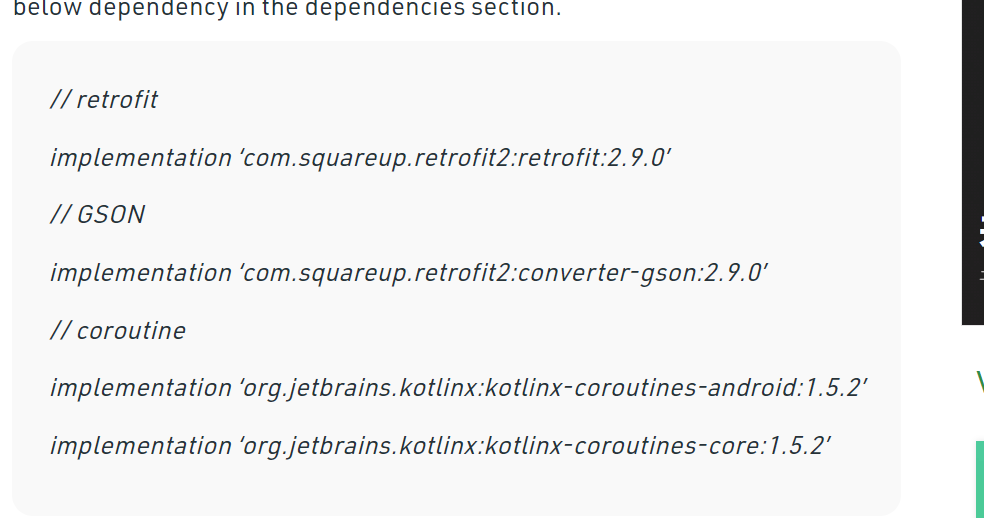 below dependency in the dependencies section.
// retrofit
implementation ‘com.squareup.retrofit2:retrofit:2.9.0’
// GSON
implementation ‘com.squareup.retrofit2:converter-gson:2.9.0’
// coroutine
implementation ‘org.jetbrains.kotlinx:kotlinx-coroutines-android:1.5.2’
implementation ‘org.jetbrains.kotlinx:kotlinx-coroutines-core:1.5.2’